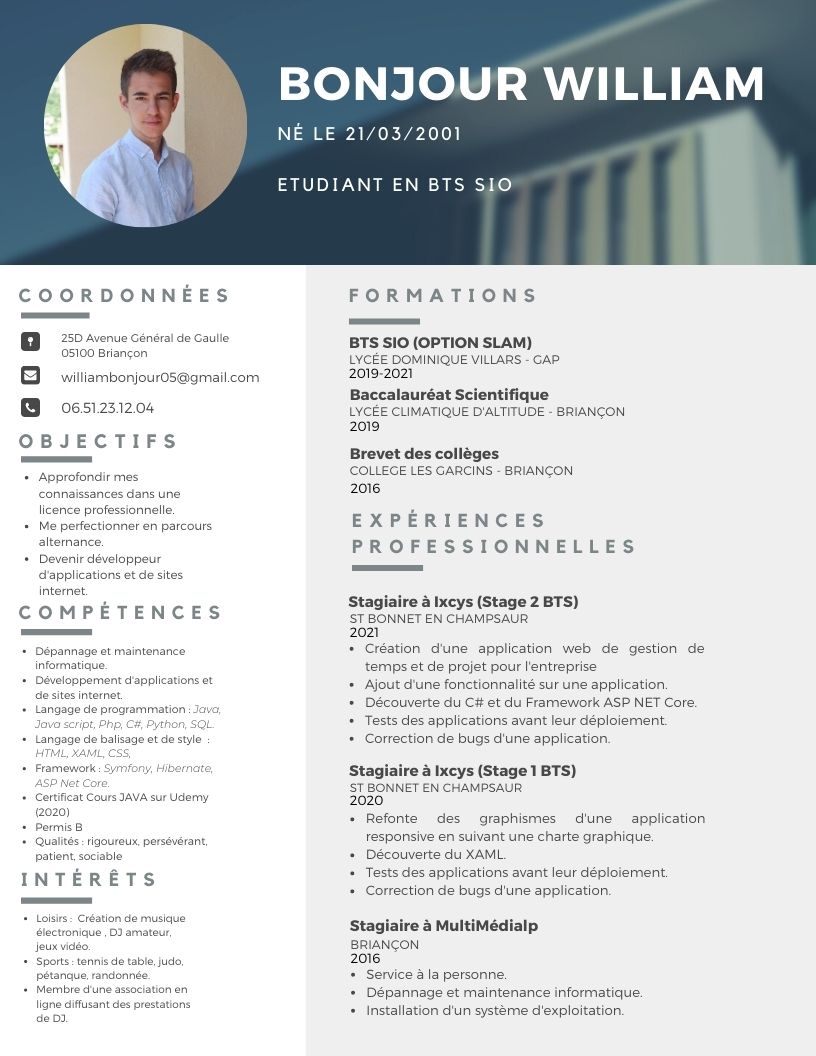 BONJOUR WILLIAM
NÉ LE 21/03/2001
ETUDIANT EN BTS SIO
COORDONNÉES
25D Avenue Général de Gaulle
05100 Briançon
williambonjour05@gmail.com
06.51.23.12.04
OBJECTIFS
• Approfondir mes
connaissances dans une
licence professionnelle.
• Me perfectionner en parcours
alternance.
• Devenir développeur
d'applications et de sites
internet.
COMPÉTENCES
• Dépannage et maintenance
informatique.
• Développement d'applications et
de sites internet.
• Langage de programmation : Java,
Java script, Php, C#, Python, SQL.
• Langage de balisage et de style :
HTML, XAML, CSS,
• Framework : Symfony, Hibernate,
ASP Net Core.
• Certificat Cours JAVA sur Udemy
(2020)
• Permis B
• Qualités : rigoureux, persévérant,
patient, sociable
INTÉRÊTS
• Loisirs : Création de musique
électronique , DJ amateur,
jeux vidéo.
• Sports : tennis de table, judo,
pétanque, randonnée.
• Membre d'une association en
ligne diffusant des prestations
de DJ.
FORMATIONS
BTS SIO (OPTION SLAM)
LYCÉE DOMINIQUE VILLARS - GAP
2019-2021
Baccalauréat Scientifique
LYCÉE CLIMATIQUE D'ALTITUDE - BRIANÇON
2019
Brevet des collèges
COLLEGE LES GARCINS - BRIANÇON
2016
EXPÉRIENCES
PROFESSIONNELLES
Stagiaire à Ixcys (Stage 2 BTS)
ST BONNET EN CHAMPSAUR
2021
• Création d'une application web de gestion de
temps et de projet pour l'entreprise
• Ajout d'une fonctionnalité sur une application.
• Découverte du C# et du Framework ASP NET Core.
• Tests des applications avant leur déploiement.
• Correction de bugs d'une application.
Stagiaire à Ixcys (Stage 1 BTS)
ST BONNET EN CHAMPSAUR
2020
• Refonte des graphismes d'une application
responsive en suivant une charte graphique.
• Découverte du XAML.
• Tests des applications avant leur déploiement.
• Correction de bugs d'une application.
Stagiaire à MultiMédiaIp
BRIANÇON
2016
• Service à la personne.
• Dépannage et maintenance informatique.
• Installation d'un système d'exploitation.